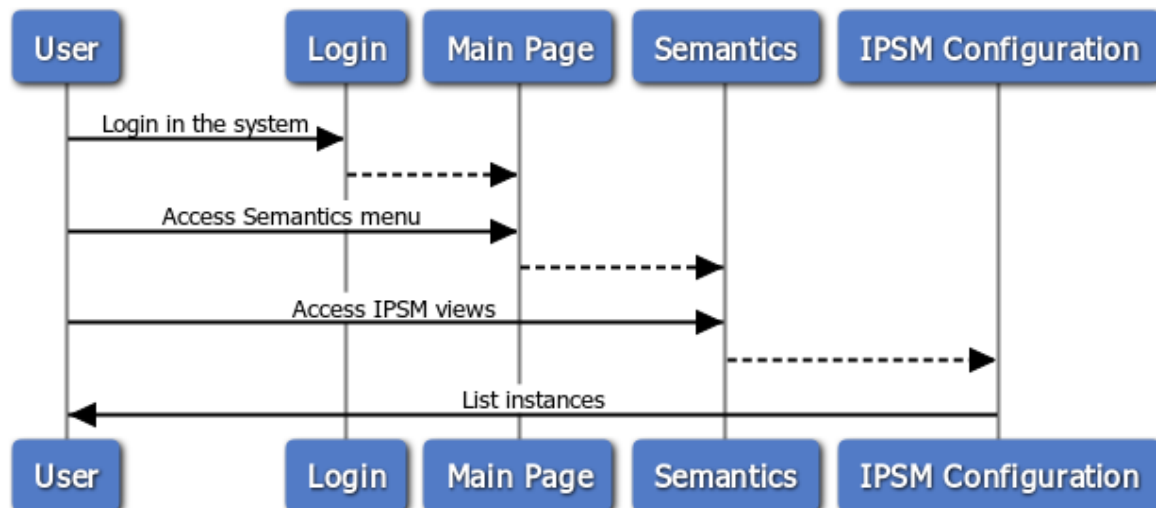 User Login Main Page Semantics IPSM Configuration
Login in the system
Access Semantics menu
Access IPSM views
List instances
User Login Main Page Semantics IPSM Configuration